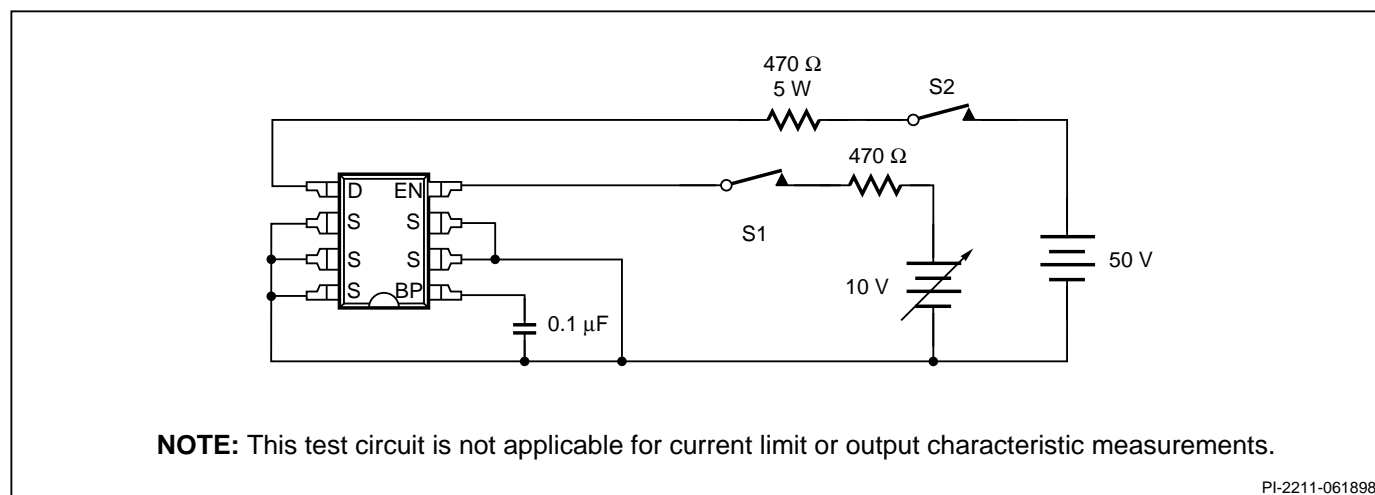 470 Ω
5 W
S2
470 Ω
D EN
S S
S1
S S
50 V
S BP
10 V
0.1 μF
NOTE: This test circuit is not applicable for current limit or output characteristic measurements.
PI-2211-061898